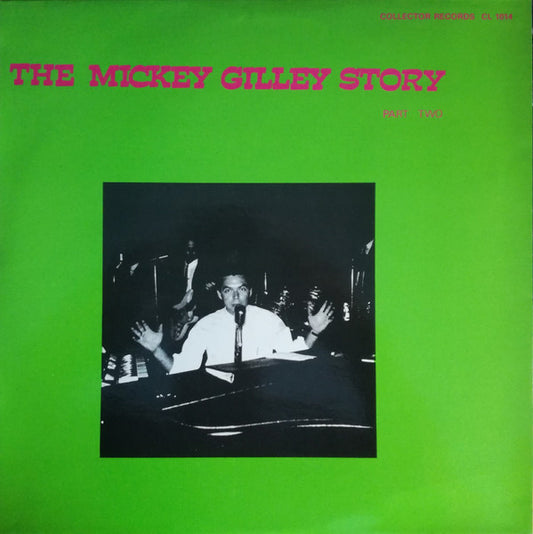 COLLECTOR RECORDS CL 1014
THE MICKEY GILLEY STORY
PART TWO